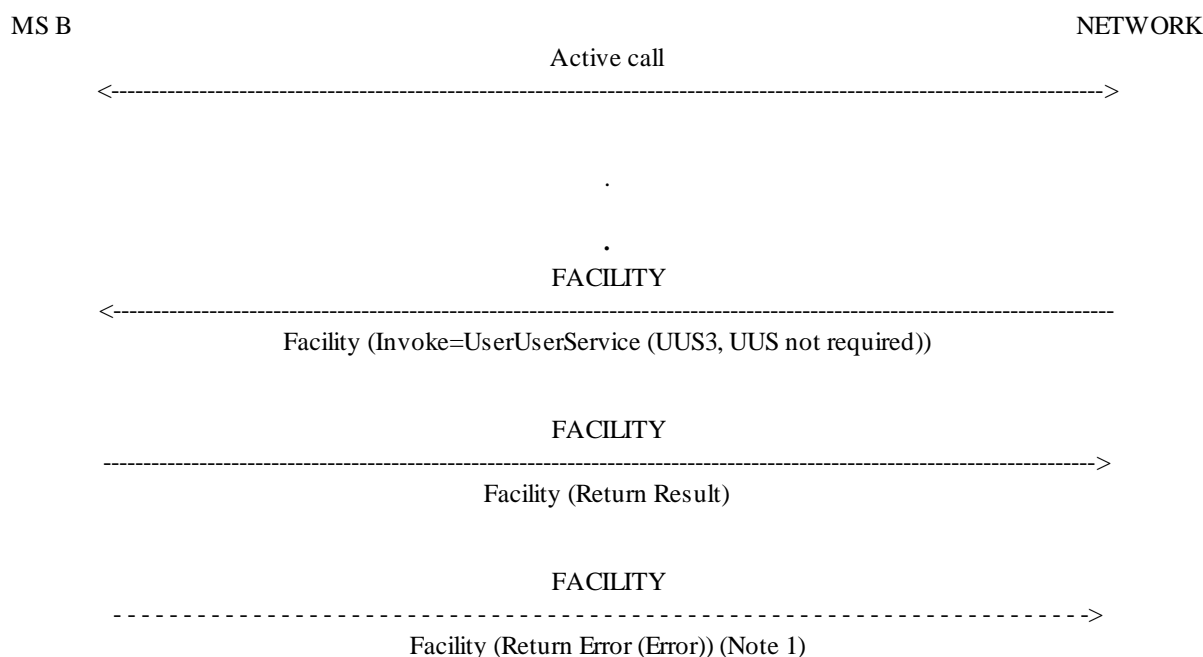 MS B NETWORK
Active call
<------------------------------------------------------------------------------------------------------------------------------>
.
.
FACILITY
<-------------------------------------------------------------------------------------------------------------------------------
Facility (Invoke=UserUserService (UUS3, UUS not required))
FACILITY
------------------------------------------------------------------------------------------------------------------------------->
Facility (Return Result)
FACILITY
- - - - - - - - - - - - - - - - - - - - - - - - - - - - - - - - - - - - - - - - - - - - - - - - - - - - - - - - - - - - - - - - - - - - - ->
Facility (Return Error (Error)) (Note 1)